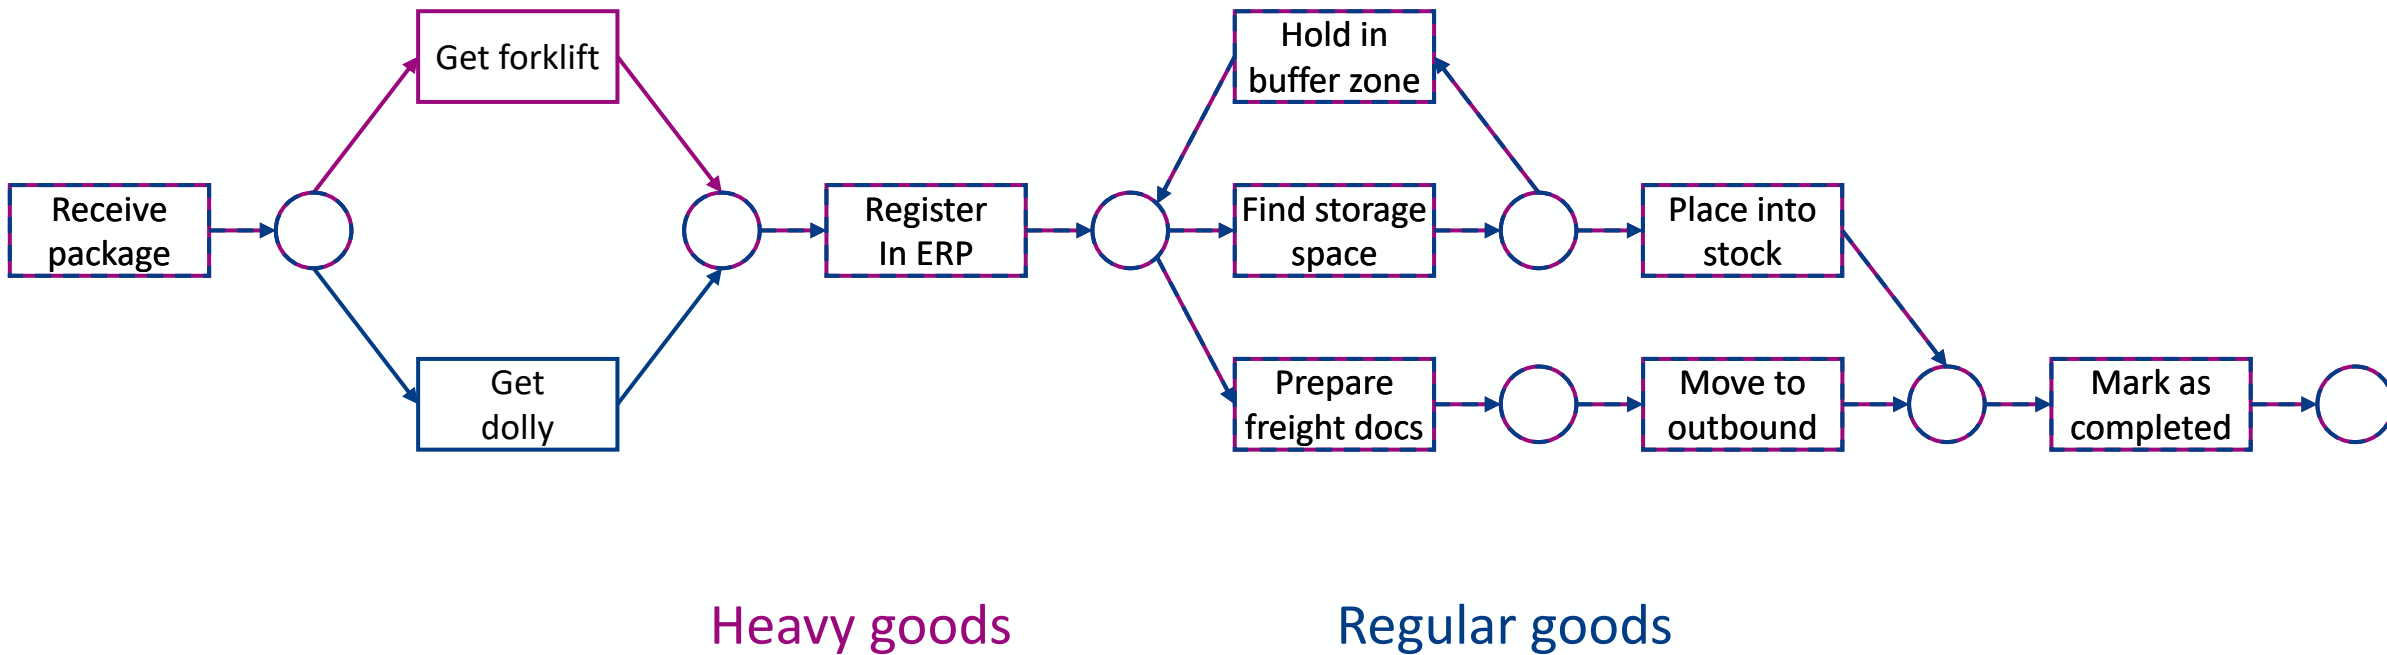 Get forklift
Hold in
buffer zone
Receive
package
Register
In ERP
Find storage
space
Place into
stock
Get
dolly
Prepare
freight docs
Move to
outbound
Mark as
completed
Heavy goods
Regular goods